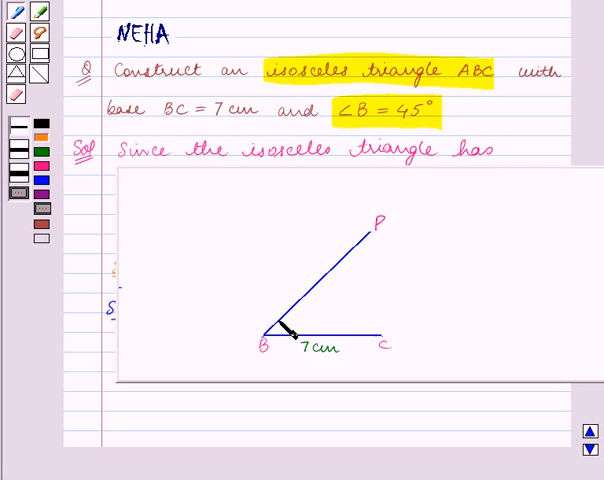 NEHA
Q Construct an isosceles triangle ABC with
base BC = 7 cm and ∠B = 45°
Sol Since the isosceles triangle has
P
B 7 cm C